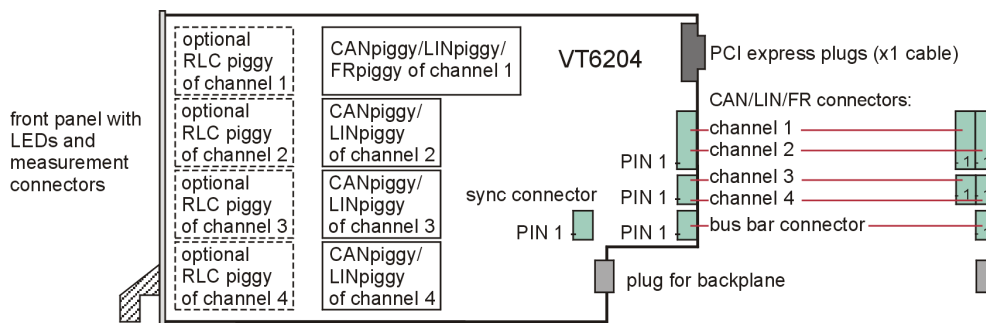 front panel with
LEDs and
measurement
connectors
optional
RLC piggy
of channel 1
CANpiggy/LINpiggy/
FRpiggy of channel 1
optional
RLC piggy
of channel 2
CANpiggy/
LINpiggy
of channel 2
optional
RLC piggy
of channel 3
CANpiggy/
LINpiggy
of channel 3
optional
RLC piggy
of channel 4
CANpiggy/
LINpiggy
of channel 4
VT6204
sync connector
PIN 1
PIN 1
PIN 1
PIN 1
PCI express plugs (x1 cable)
CAN/LIN/FR connectors:
channel 1
channel 2
channel 3
channel 4
bus bar connector
plug for backplane
1
1